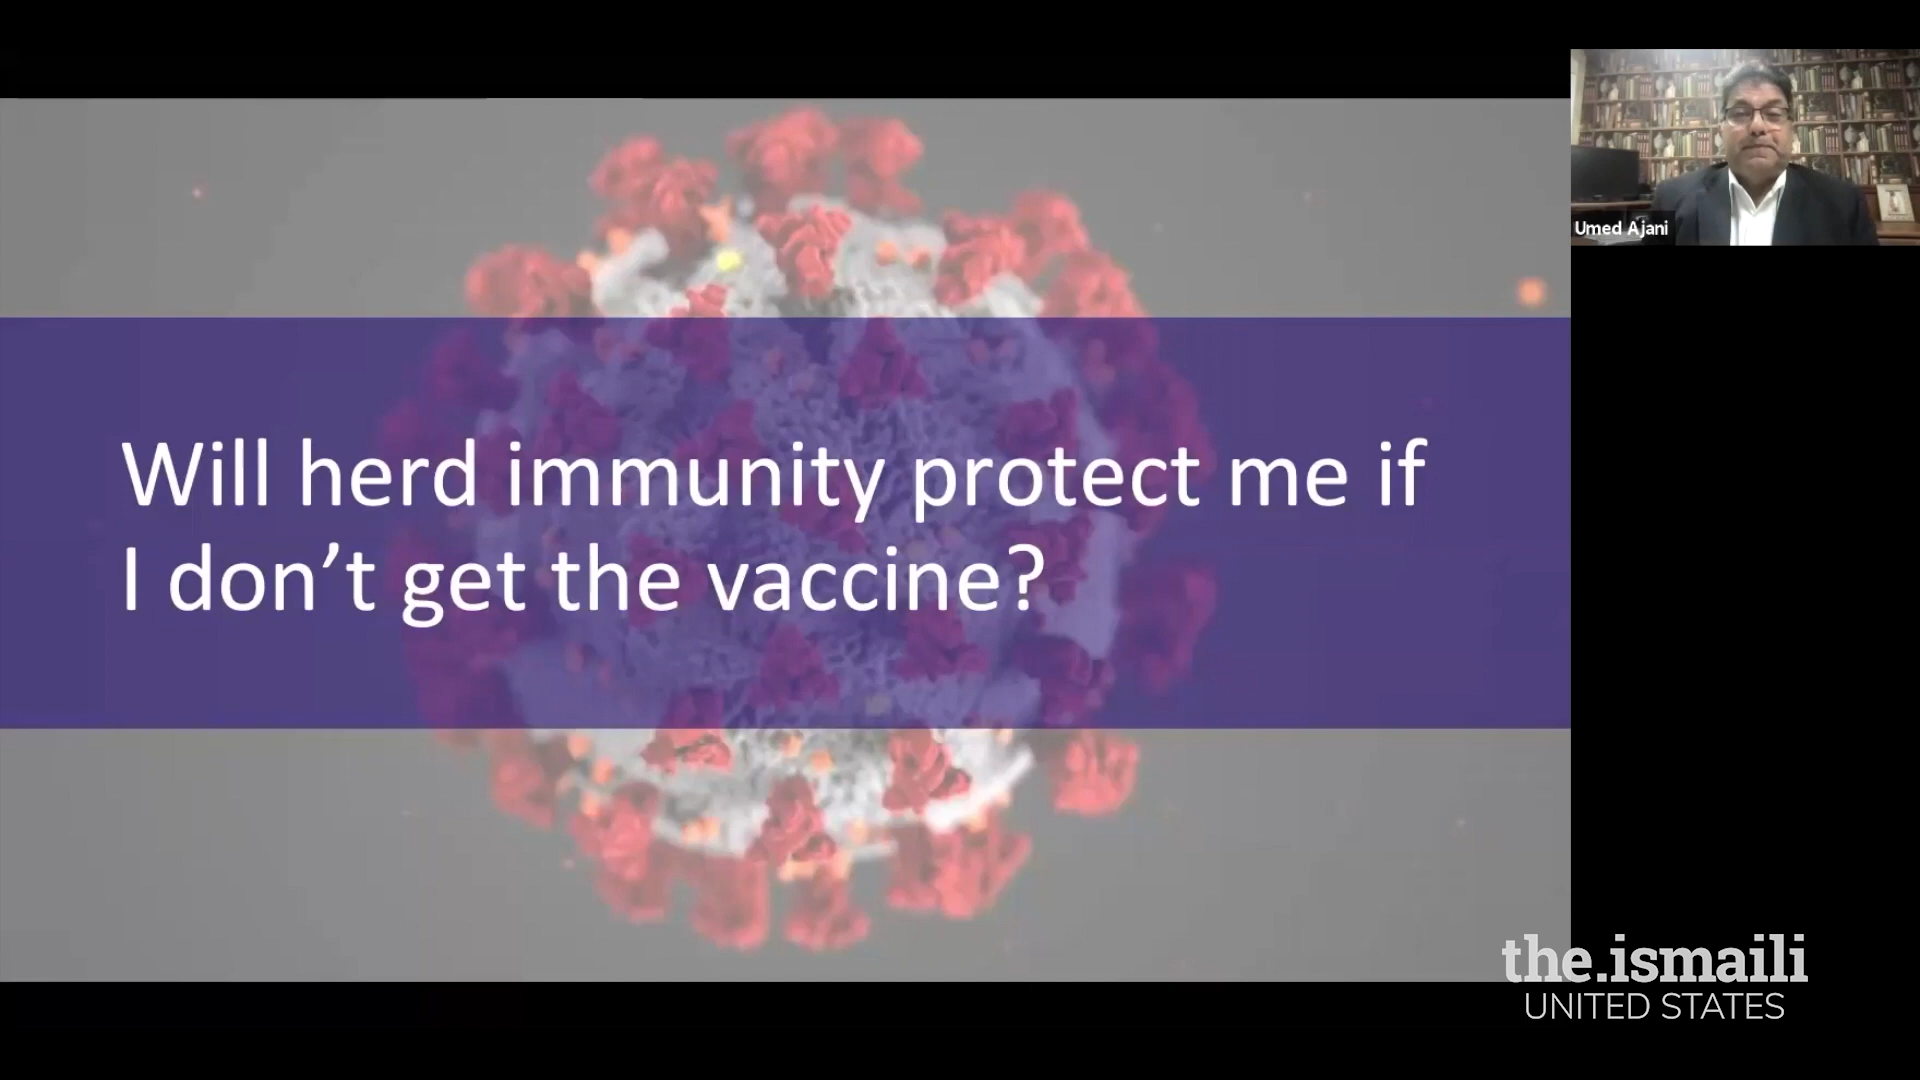 Umed Ajani
Will herd immunity protect me if
I don’t get the vaccine?
the.ismaili
UNITED STATES